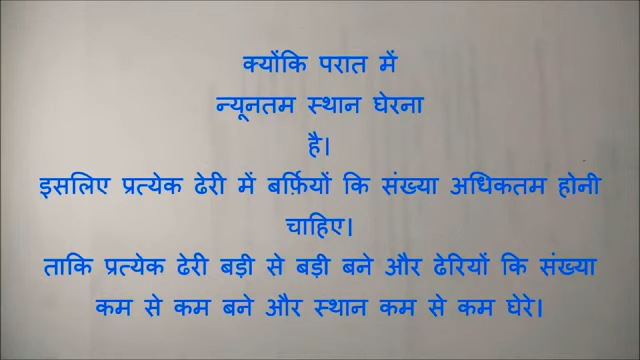 क्योंकि परात में
न्यूनतम स्थान घेरना
है।
इसलिए प्रत्येक ढेरी में बर्फ़ियों कि संख्या अधिकतम होनी
चाहिए।
ताकि प्रत्येक ढेरी बड़ी से बड़ी बने और ढेरियों कि संख्या
कम से कम बने और स्थान कम से कम घेरे।